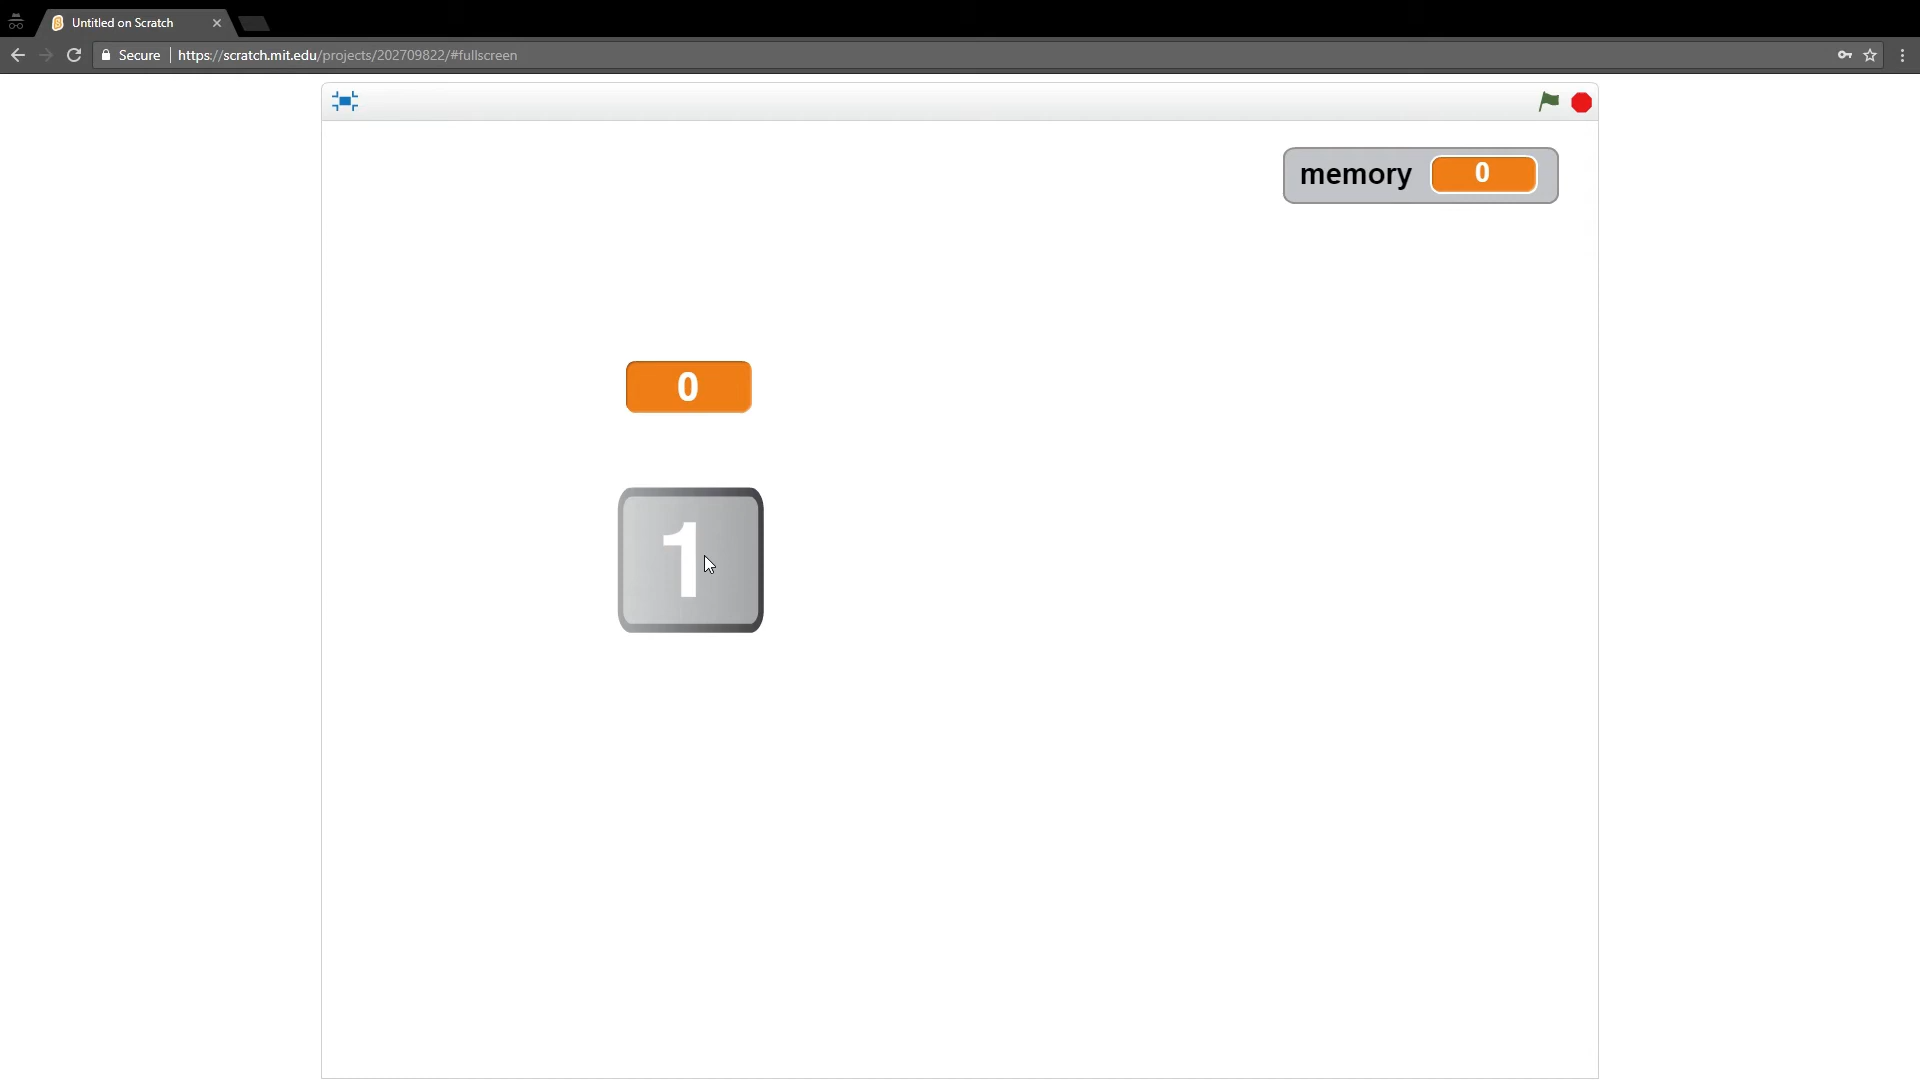 Untitled on Scratch
Secure https://scratch.mit.edu/projects/202709822/#fullscreen
memory 0
0
1